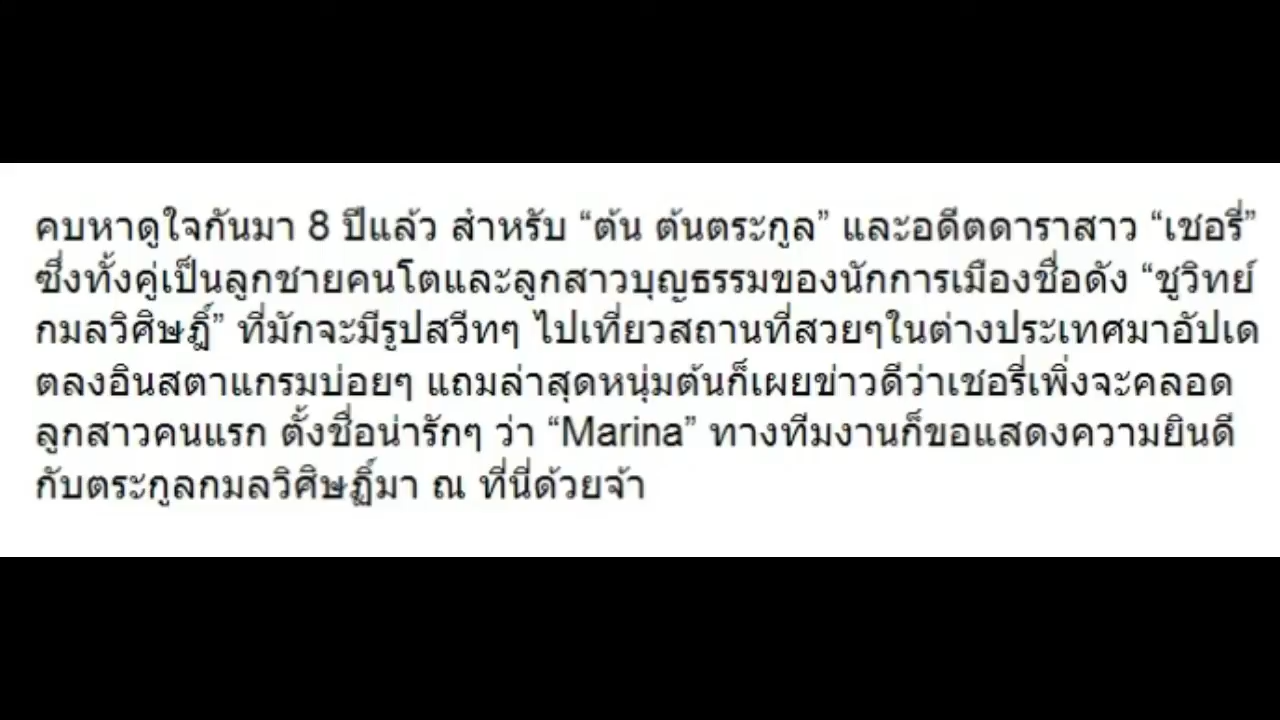 คบหาดูใจกันมา 8 ปีแล้ว สำหรับ “ต้น ต้นตระกูล” และอดีตดาราสาว “เชอรี่”
ซึ่งทั้งคู่เป็นลูกชายคนโตและลูกสาวบุญธรรมของนักการเมืองชื่อดัง “ชูวิทย์
กมลวิศิษฎิ์” ที่มักจะมีรูปสวีทๆ ไปเที่ยวสถานที่สวยๆในต่างประเทศมาอัปเด
ตลงอินสตาแกรมบ่อยๆ แถมล่าสุดหนุ่มต้นก็เผยข่าวดีว่าเชอรี่เพิ่งจะคลอด
ลูกสาวคนแรก ตั้งชื่อน่ารักๆ ว่า “Marina” ทางทีมงานก็ขอแสดงความยินดี
กับตระกูลกมลวิศิษฏิ์มา ณ ที่นี่ด้วยจ้า